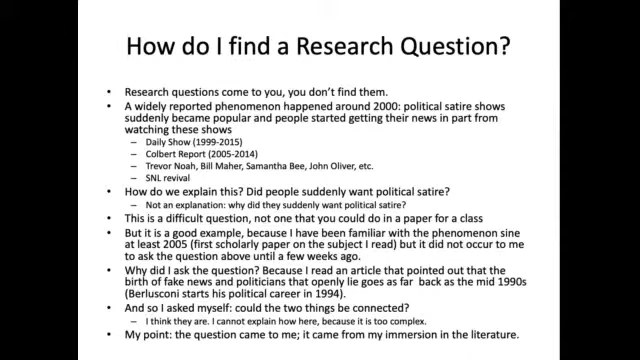 How do I find a Research Question?
• Research questions come to you, you don't find them.
• A widely reported phenomenon happened around 2000: political satire shows
suddenly became popular and people started getting their news in part from
watching these shows
– Daily Show (1999-2015)
– Colbert Report (2005-2014)
– Trevor Noah, Bill Maher, Samantha Bee, John Oliver, etc.
– SNL revival
• How do we explain this? Did people suddenly want political satire?
– Not an explanation: why did they suddenly want political satire?
• This is a difficult question, not one that you could do in a paper for a class
• But it is a good example, because I have been familiar with the phenomenon sine
at least 2005 (first scholarly paper on the subject I read) but it did not occur to me
to ask the question above until a few weeks ago.
• Why did I ask the question? Because I read an article that pointed out that the
birth of fake news and politicians that openly lie goes as far back as the mid 1990s
(Berlusconi starts his political career in 1994).
• And so I asked myself: could the two things be connected?
– I think they are. I cannot explain how here, because it is too complex.
• My point: the question came to me; it came from my immersion in the literature.